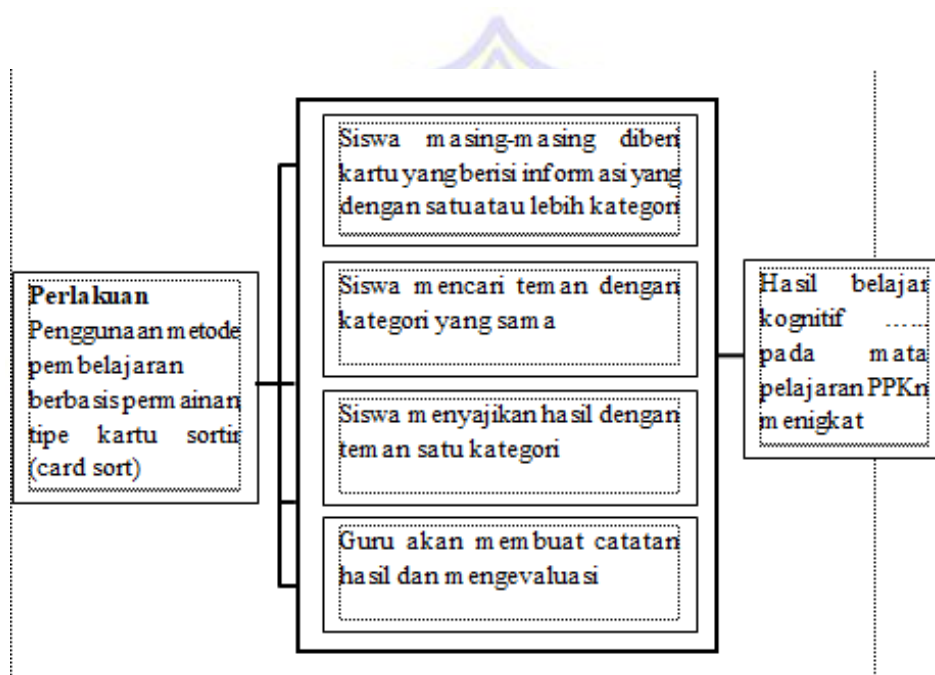 Perlakuan
Penggunaan metode
pembelajaran
berbasis permainan
tipe kartu sortir
(card sort)
Siswa masing-masing diberi
kartu yang berisi informasi yang
dengan satuatau lebih kategori
Siswa mencari teman dengan
kategori yang sama
Siswa menyajikan hasil dengan
teman satu kategori
Guru akan membuat catatan
hasil dan mengevaluasi
Hasil belajar
kognitif ......
pada mata
pelajaran PPKn
menigkat